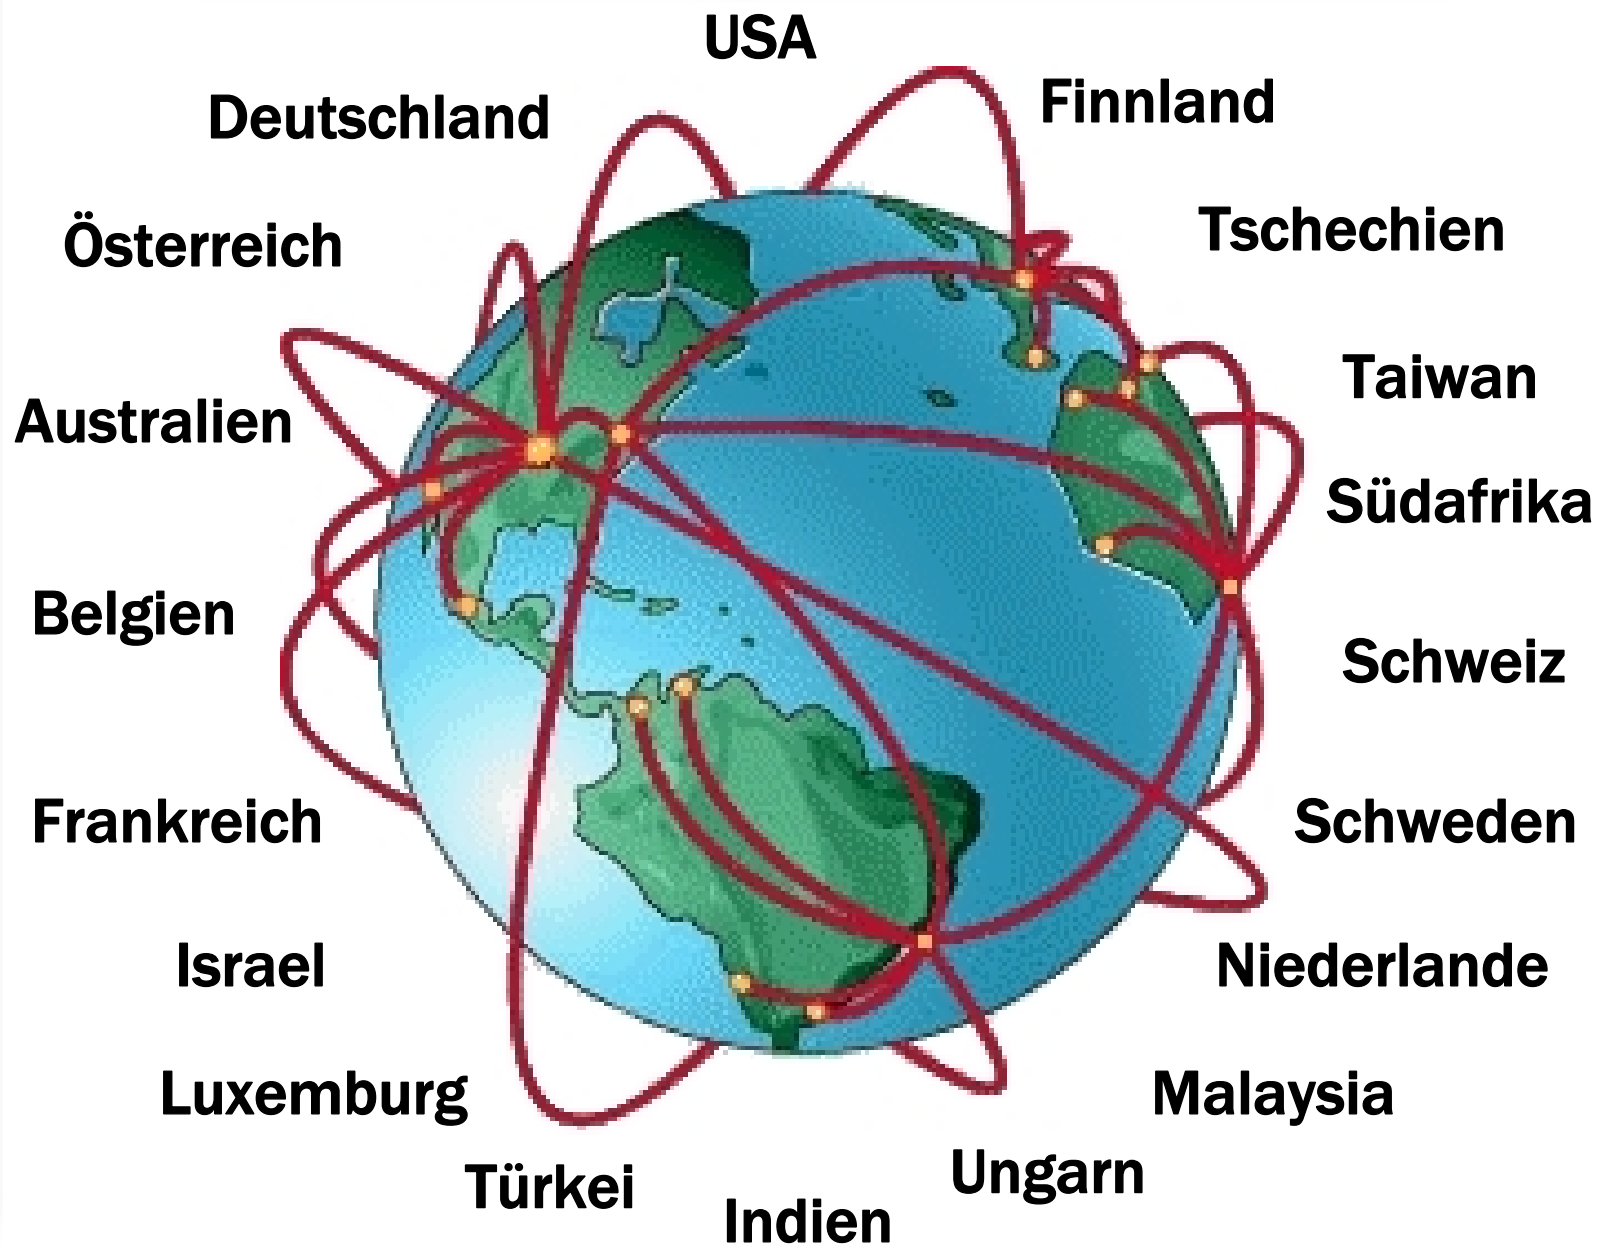 USA
Deutschland
Finnland
Österreich
Tschechien
Australien
Taiwan
Südafrika
Belgien
Schweiz
Frankreich
Schweden
Israel
Niederlande
Luxemburg
Malaysia
Türkei
Ungarn
Indien